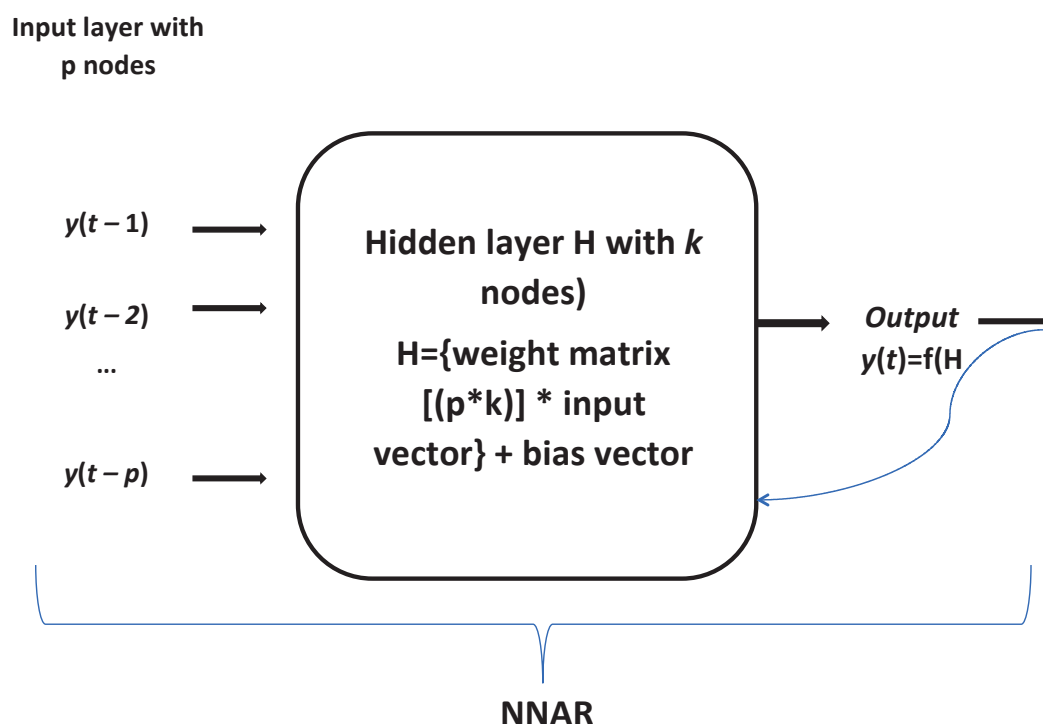 Input layer with
p nodes
y(t – 1)
y(t – 2)
...
y(t – p)
Hidden layer H with k
nodes)
H={weight matrix
[(p*k)] * input
vector} + bias vector
Output
y(t)=f(H
NNAR